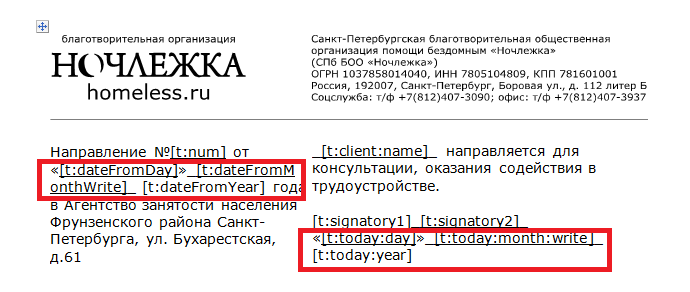 благотворительная организация
НОЧЛЕЖКА
homeless.ru
Санкт-Петербургская благотворительная общественная
организация помощи бездомным «Ночлежка»
(СПб БОО «Ночлежка»)
ОГРН 1037858014040, ИНН 7805104809, КПП 781601001
Россия, 192007, Санкт-Петербург, Боровая ул., д. 112 литер Б
Соцслужба: т/ф +7(812)407-3090; офис: т/ф +7(812)407-3937
Направление №[t:num] от
«[t:dateFromDay]» [t:dateFromM
onthWrite] [t:dateFromYear] года
в Агентство занятости населения
Фрунзенского района Санкт-
Петербурга, ул. Бухарестская,
д.61
[t:client:name] направляется для
консультации, оказания содействия в
трудоустройстве.
[t:signatory1] [t:signatory2]
«[t:today:day]» [t:today:month:write]
[t:today:year]